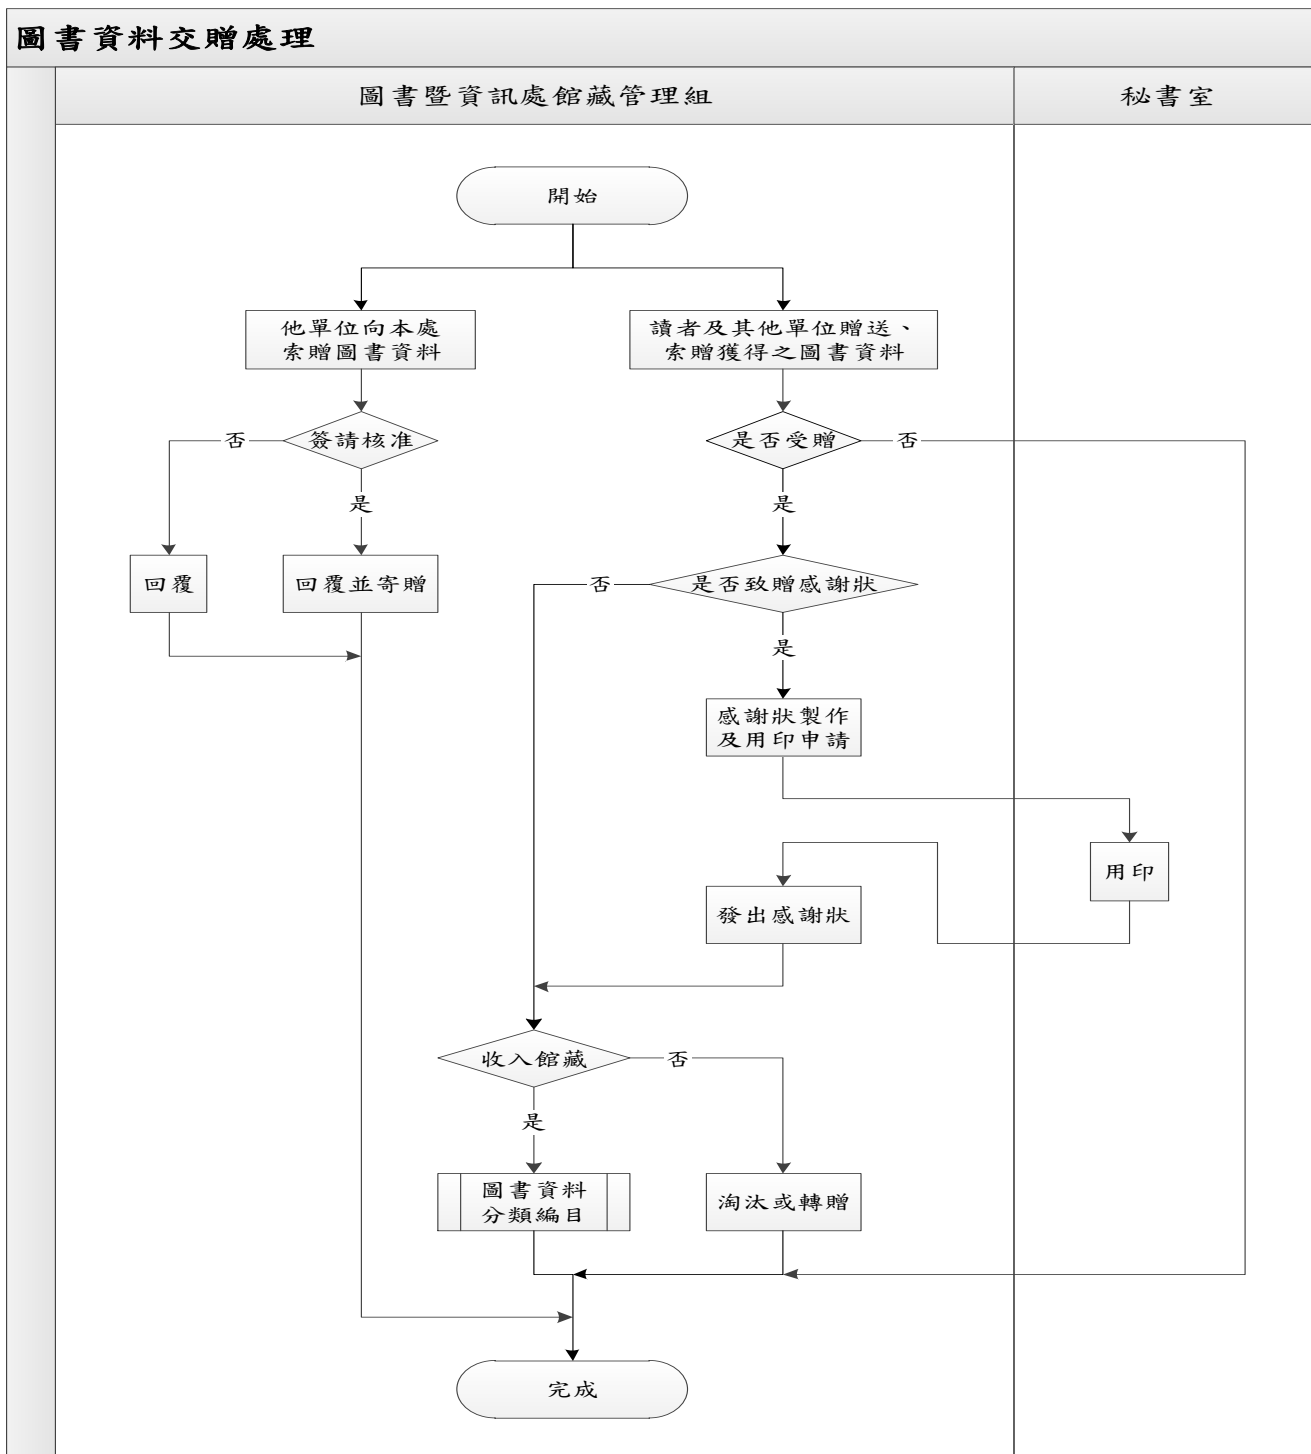 圖書資料交贈處理
圖書暨資訊處館藏管理組
秘書室
開始
他單位向本處
索贈圖書資料
讀者及其他單位贈送、
索贈獲得之圖書資料
否
簽請核准
是否受贈
否
是
是
回覆
回覆並寄贈
否
是否致贈感謝狀
是
感謝狀製作
及用印申請
用印
發出感謝狀
收入館藏
否
是
圖書資料
分類編目
淘汰或轉贈
完成